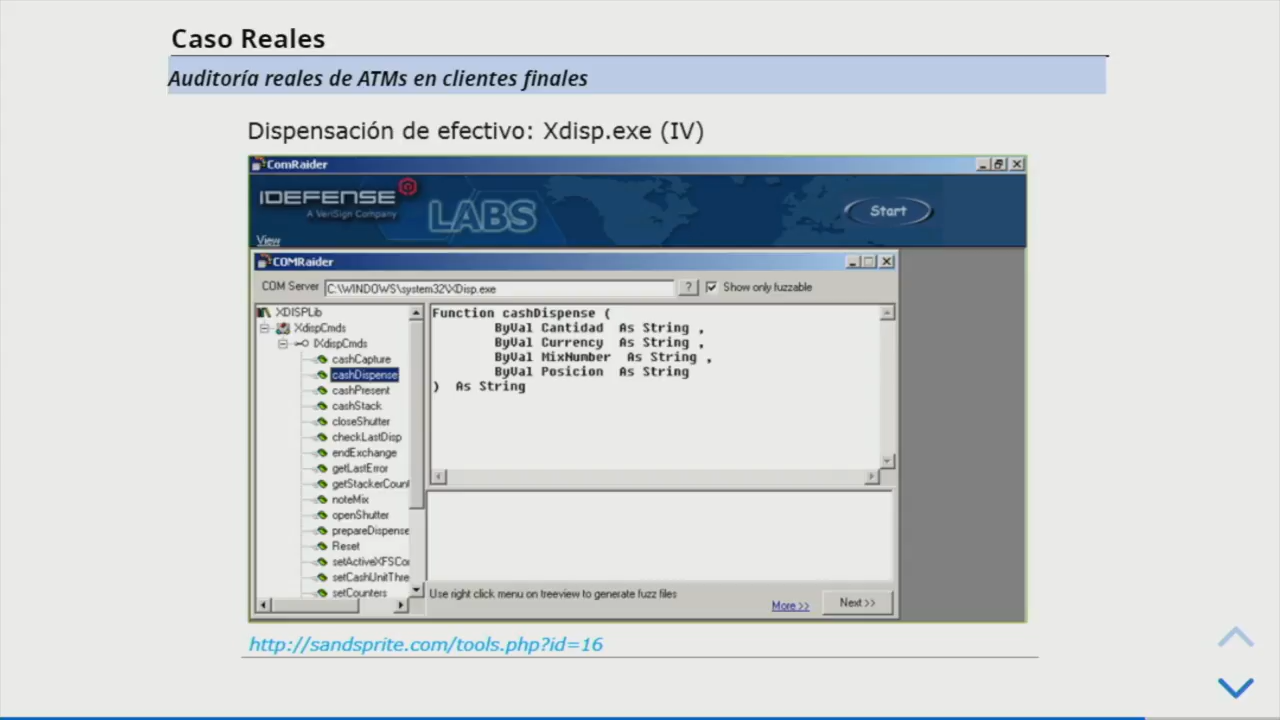 Caso Reales
Auditoría reales de ATMs en clientes finales
Dispensación de efectivo: Xdisp.exe (IV)
ComRaider
IDEFENSE
A VeriSign Company
LABS
Start
View
COMRaider
COM Server
C:\WINDOWS\system32\XDisp.exe
?
Show only fuzzable
XDISPLib
XdispCmds
IXdispCmds
cashCapture
cashDispense
cashPresent
cashStack
closeShutter
checkLastDisp
endExchange
getLastError
getStackerCount
noteMix
openShutter
prepareDispense
Reset
setActiveXFSCo
setCashUnitThre
setCounters
Function cashDispense (
ByVal Cantidad As String ,
ByVal Currency As String ,
ByVal MixNumber As String ,
ByVal Posicion As String
) As String
Use right click menu on treeview to generate fuzz files
More >>
Next >>
http://sandsprite.com/tools.php?id=16